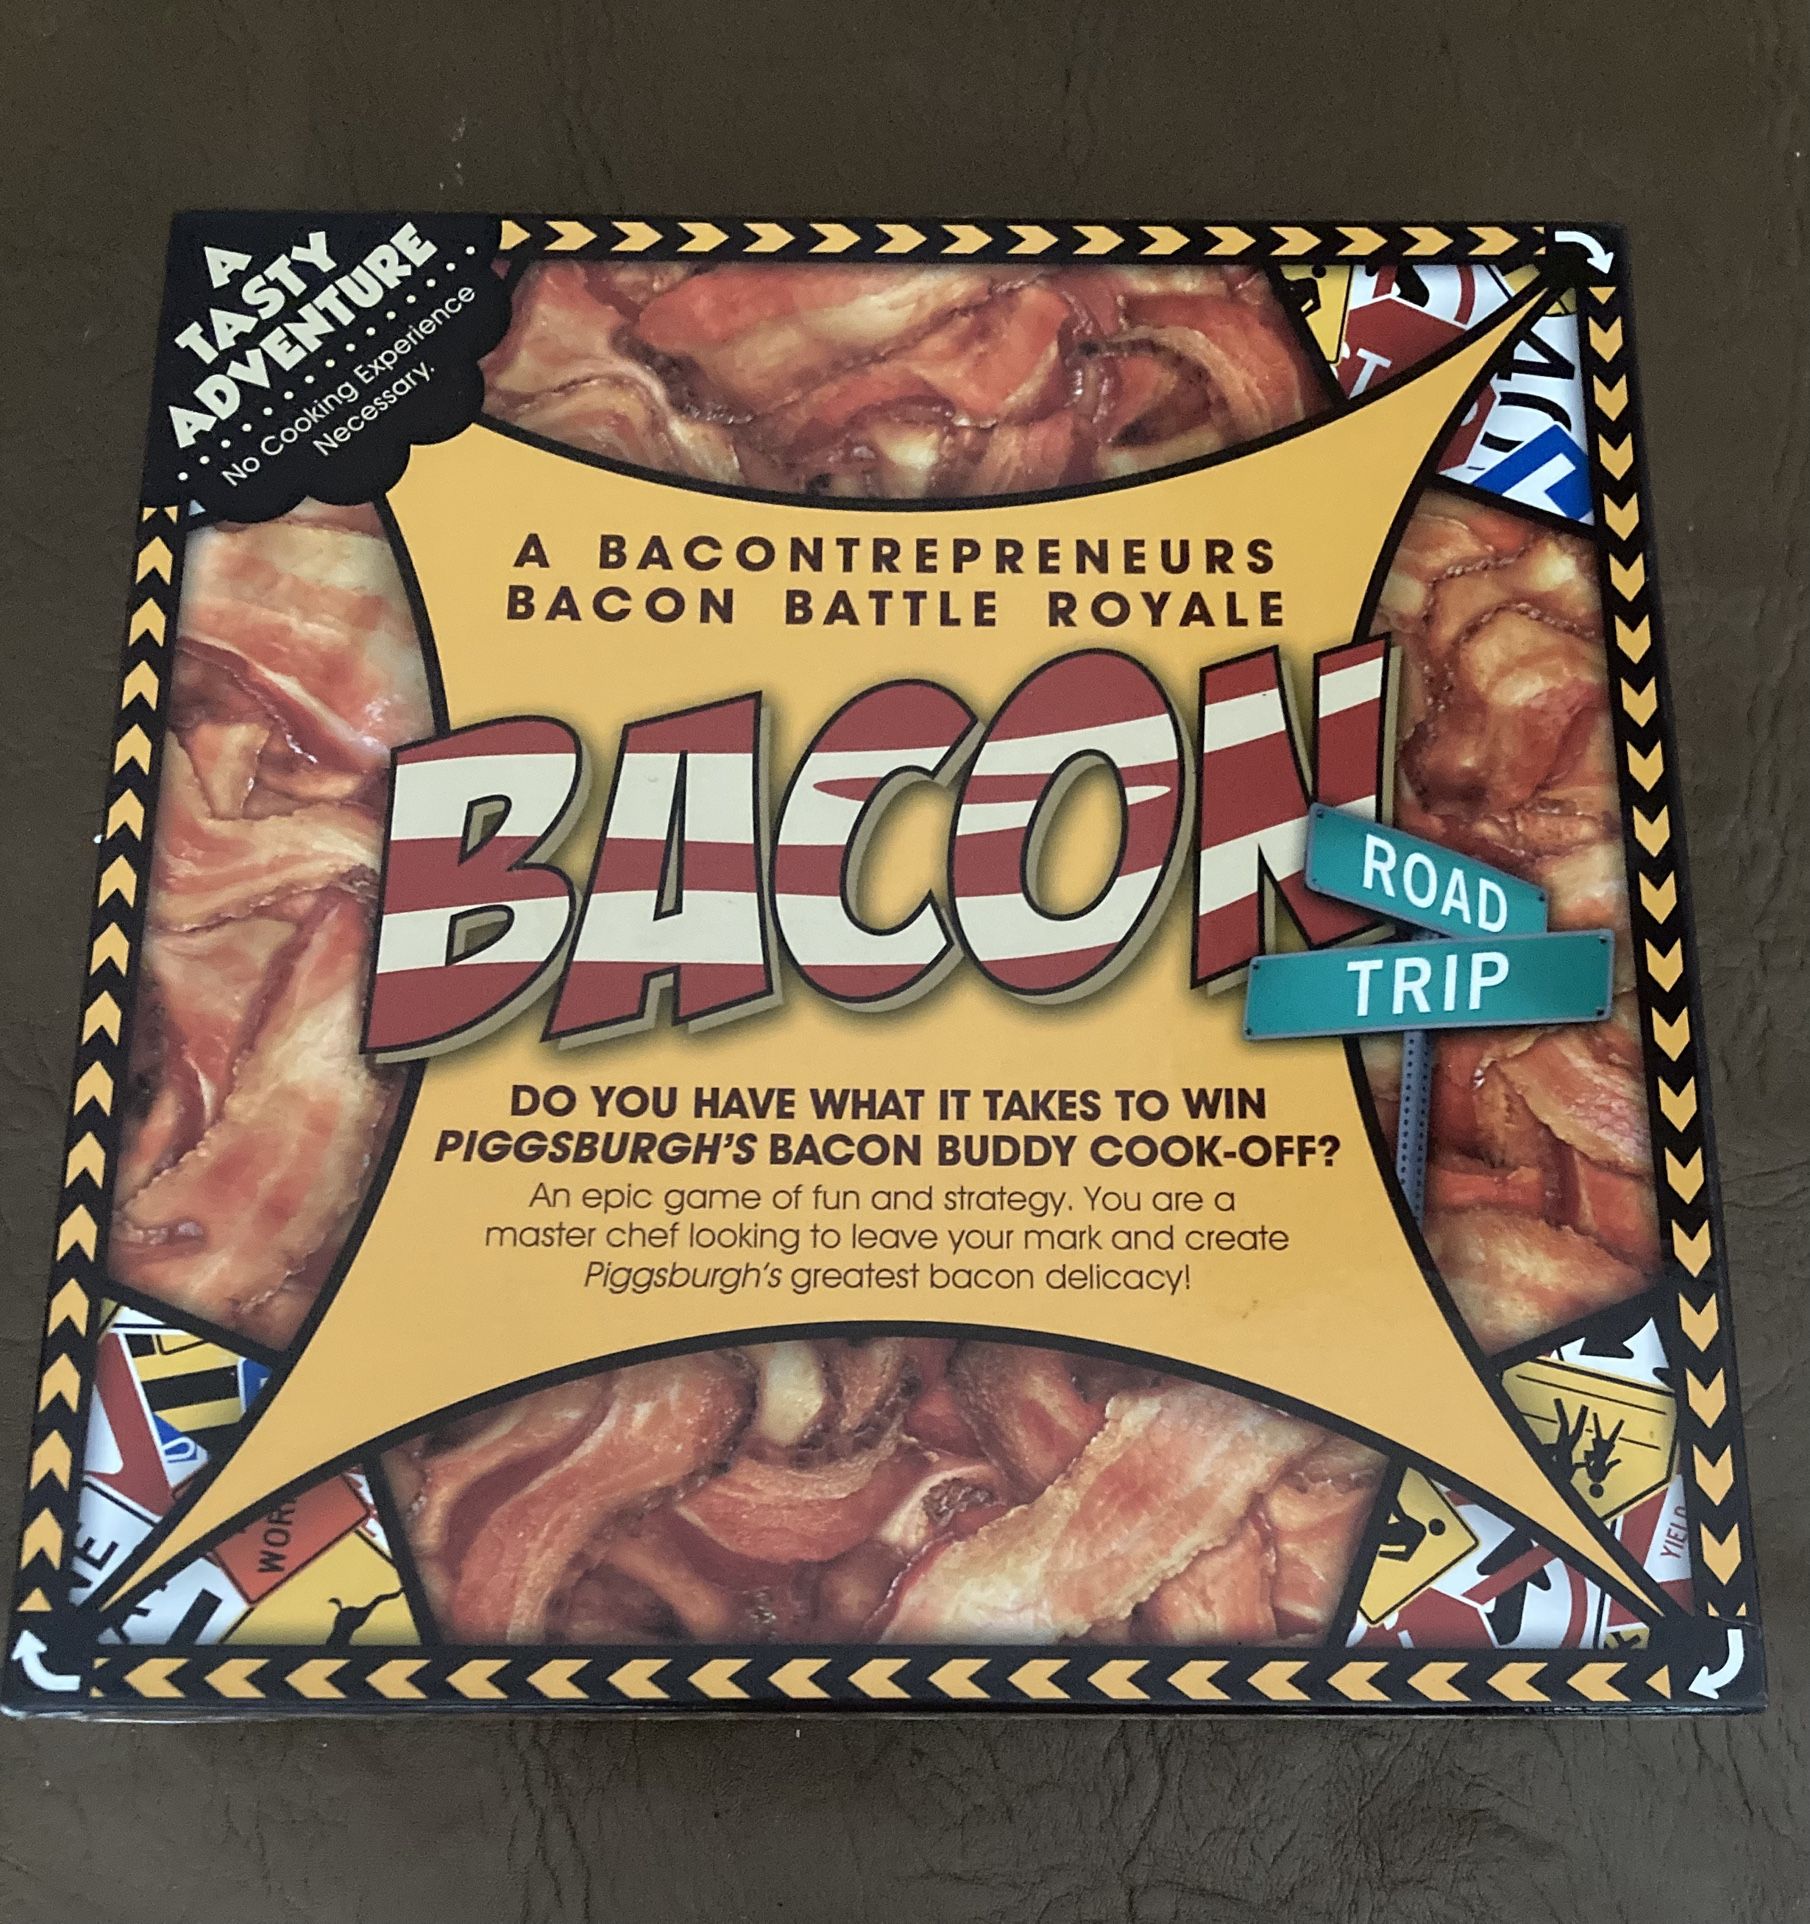 A
TASTY
ADVENTURE
No Cooking Experience
Necessary.
A BACONTREPRENEURS
BACON BATTLE ROYALE
BACON
ROAD
TRIP
DO YOU HAVE WHAT IT TAKES TO WIN
PIGGSBURGH'S BACON BUDDY COOK-OFF?
An epic game of fun and strategy. You are a
master chef looking to leave your mark and create
Piggsburgh's greatest bacon delicacy!
YIELD